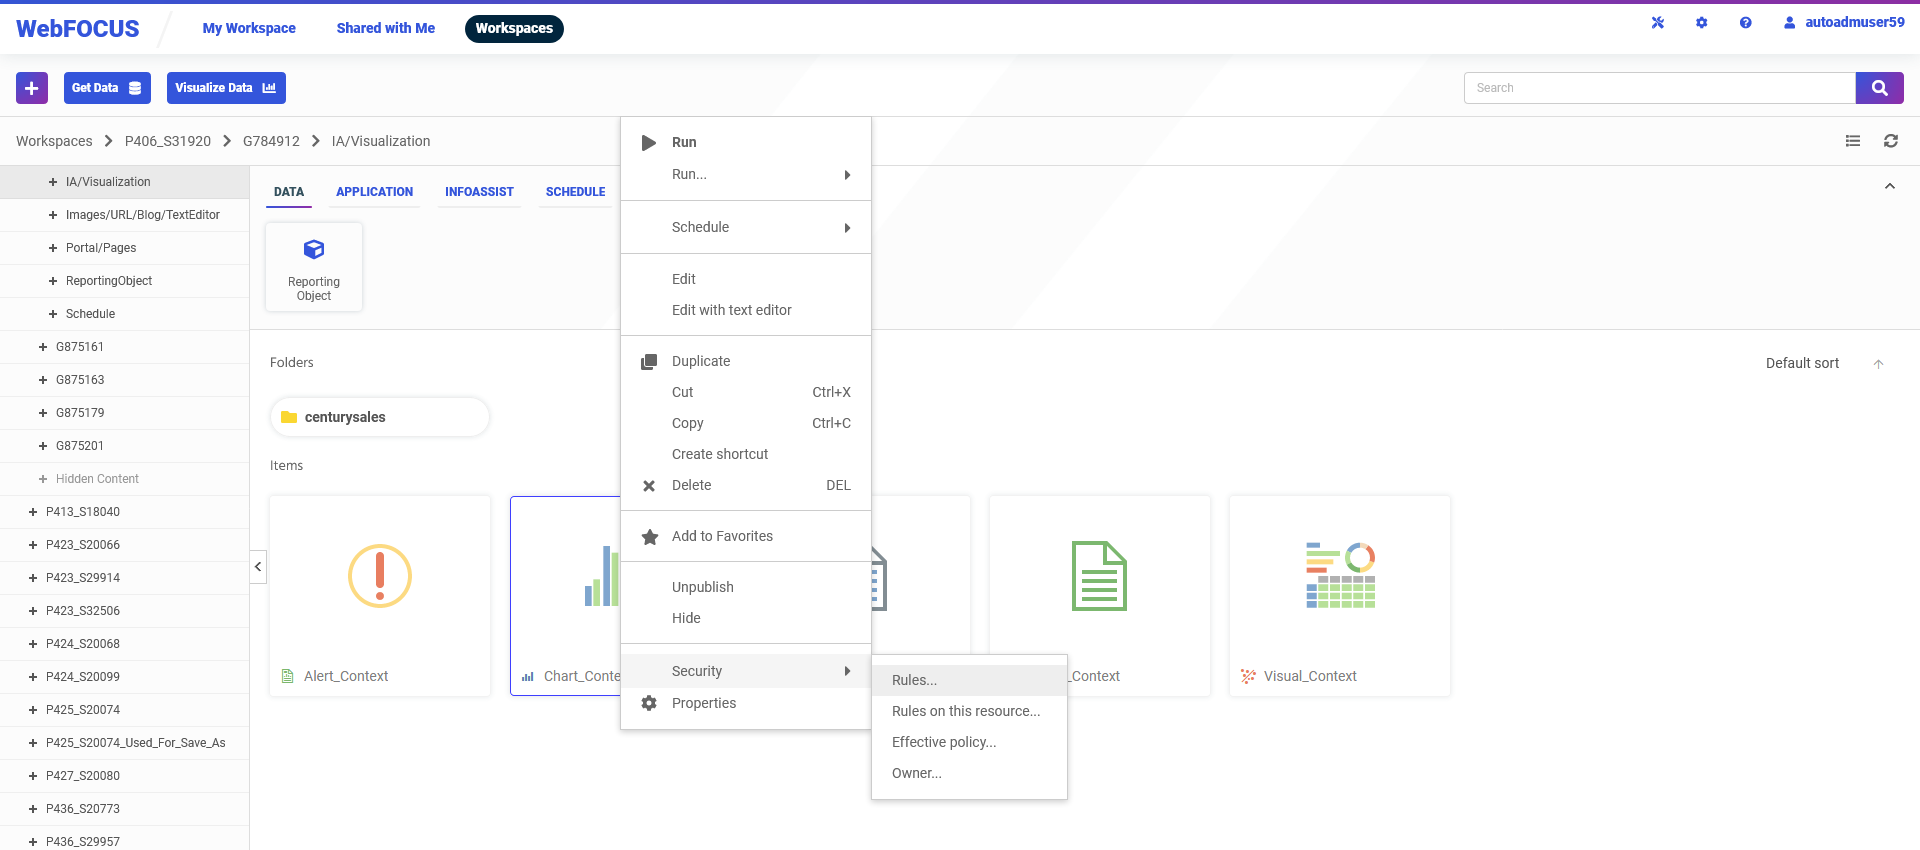 WebFOCUS
My Workspace
Shared with Me
Workspaces
autoadmuser59
Get Data
Visualize Data
Search
Workspaces
P406_S31920
G784912
IA/Visualization
IA/Visualization
Images/URL/Blog/TextEditor
Portal/Pages
ReportingObject
Schedule
G875161
G875163
G875179
G875201
Hidden Content
P413_S18040
P423_S20066
P423_S29914
P423_S32506
P424_S20068
P424_S20099
P425_S20074
P425_S20074_Used_For_Save_As
P427_S20080
P436_S20773
P436_S29957
DATA
APPLICATION
INFOASSIST
SCHEDULE
Reporting
Object
Folders
Default sort
centurysales
Items
Alert_Context
Chart_Conte
_Context
Visual_Context
Run
Run...
Schedule
Edit
Edit with text editor
Duplicate
Cut Ctrl+X
Copy Ctrl+C
Create shortcut
Delete DEL
Add to Favorites
Unpublish
Hide
Security
Properties
Rules...
Rules on this resource...
Effective policy...
Owner...